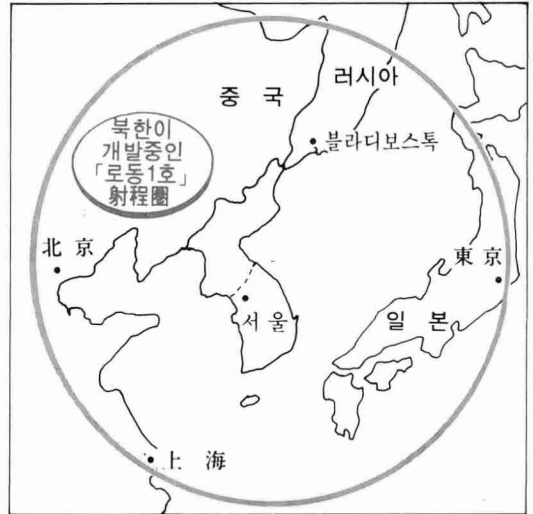 러시아
중 국
북한이
개발중인
「로동1호」
射程圈
블라디보스톡
北 京
東 京
서울
일 본
上 海